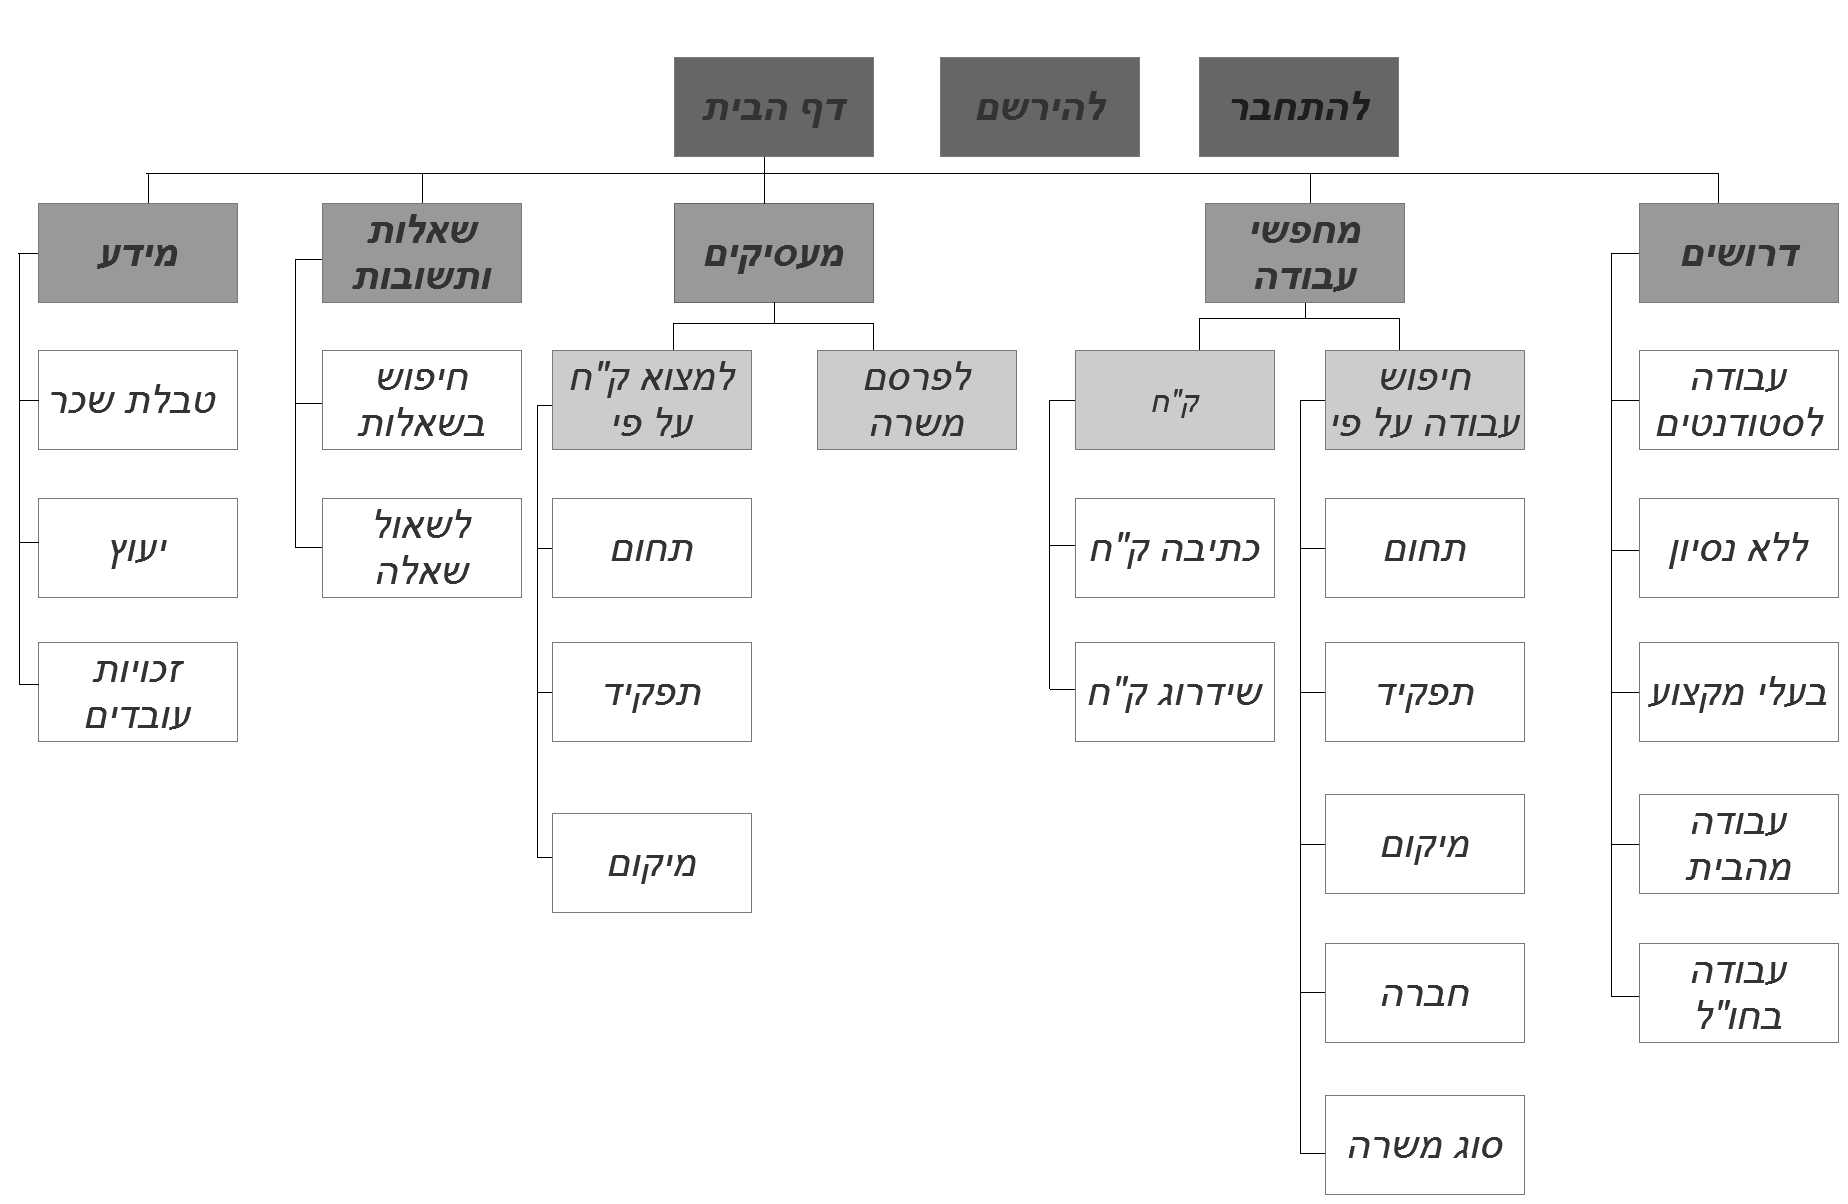 להתחבר
להירשם
דף הבית
דרושים
מחפשי
עבודה
מעסיקים
שאלות
ותשובות
מידע
עבודה
לסטודנטים
ללא נסיון
בעלי מקצוע
עבודה
מהבית
עבודה
בחו"ל
חיפוש
עבודה על פי
תחום
תפקיד
מיקום
חברה
סוג משרה
ק"ח
כתיבה ק"ח
שידרוג ק"ח
לפרסם
משרה
למצוא ק"ח
על פי
תחום
תפקיד
מיקום
חיפוש
בשאלות
לשאול
שאלה
טבלת שכר
יעוץ
זכויות
עובדים